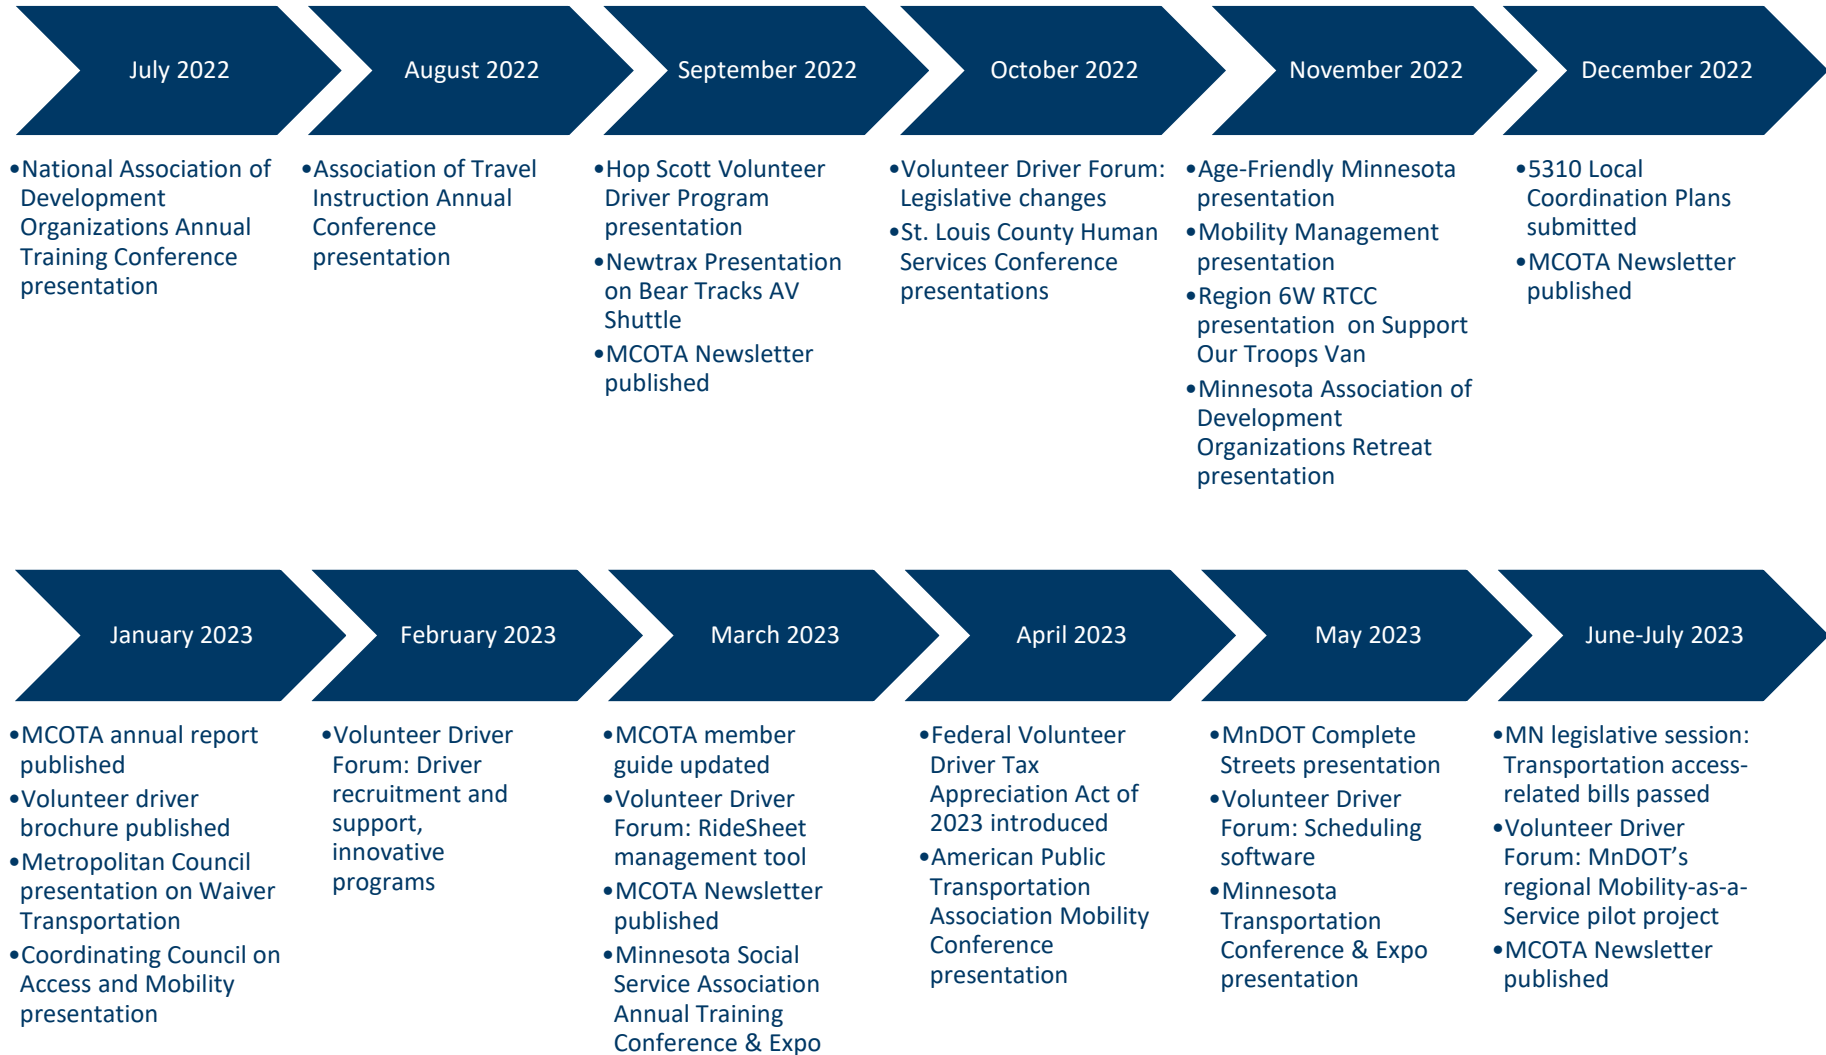 July 2022
August 2022
September 2022
October 2022
November 2022
December 2022
•National Association of
Development
Organizations Annual
Training Conference
presentation
•Association of Travel
Instruction Annual
Conference
presentation
•Hop Scott Volunteer
Driver Program
presentation
•Newtrax Presentation
on Bear Tracks AV
Shuttle
•MCOTA Newsletter
published
•Volunteer Driver Forum:
Legislative changes
•St. Louis County Human
Services Conference
presentations
•Age-Friendly Minnesota
presentation
•Mobility Management
presentation
•Region 6W RTCC
presentation on Support
Our Troops Van
•Minnesota Association of
Development
Organizations Retreat
presentation
•5310 Local
Coordination Plans
submitted
•MCOTA Newsletter
published
January 2023
February 2023
March 2023
April 2023
May 2023
June-July 2023
•MCOTA annual report
published
•Volunteer driver
brochure published
•Metropolitan Council
presentation on Waiver
Transportation
•Coordinating Council on
Access and Mobility
presentation
•Volunteer Driver
Forum: Driver
recruitment and
support,
innovative
programs
•MCOTA member
guide updated
•Volunteer Driver
Forum: RideSheet
management tool
•MCOTA Newsletter
published
•Minnesota Social
Service Association
Annual Training
Conference & Expo
•Federal Volunteer
Driver Tax
Appreciation Act of
2023 introduced
•American Public
Transportation
Association Mobility
Conference
presentation
•MnDOT Complete
Streets presentation
•Volunteer Driver
Forum: Scheduling
software
•Minnesota
Transportation
Conference & Expo
presentation
•MN legislative session:
Transportation access-
related bills passed
•Volunteer Driver
Forum: MnDOT’s
regional Mobility-as-a-
Service pilot project
•MCOTA Newsletter
published